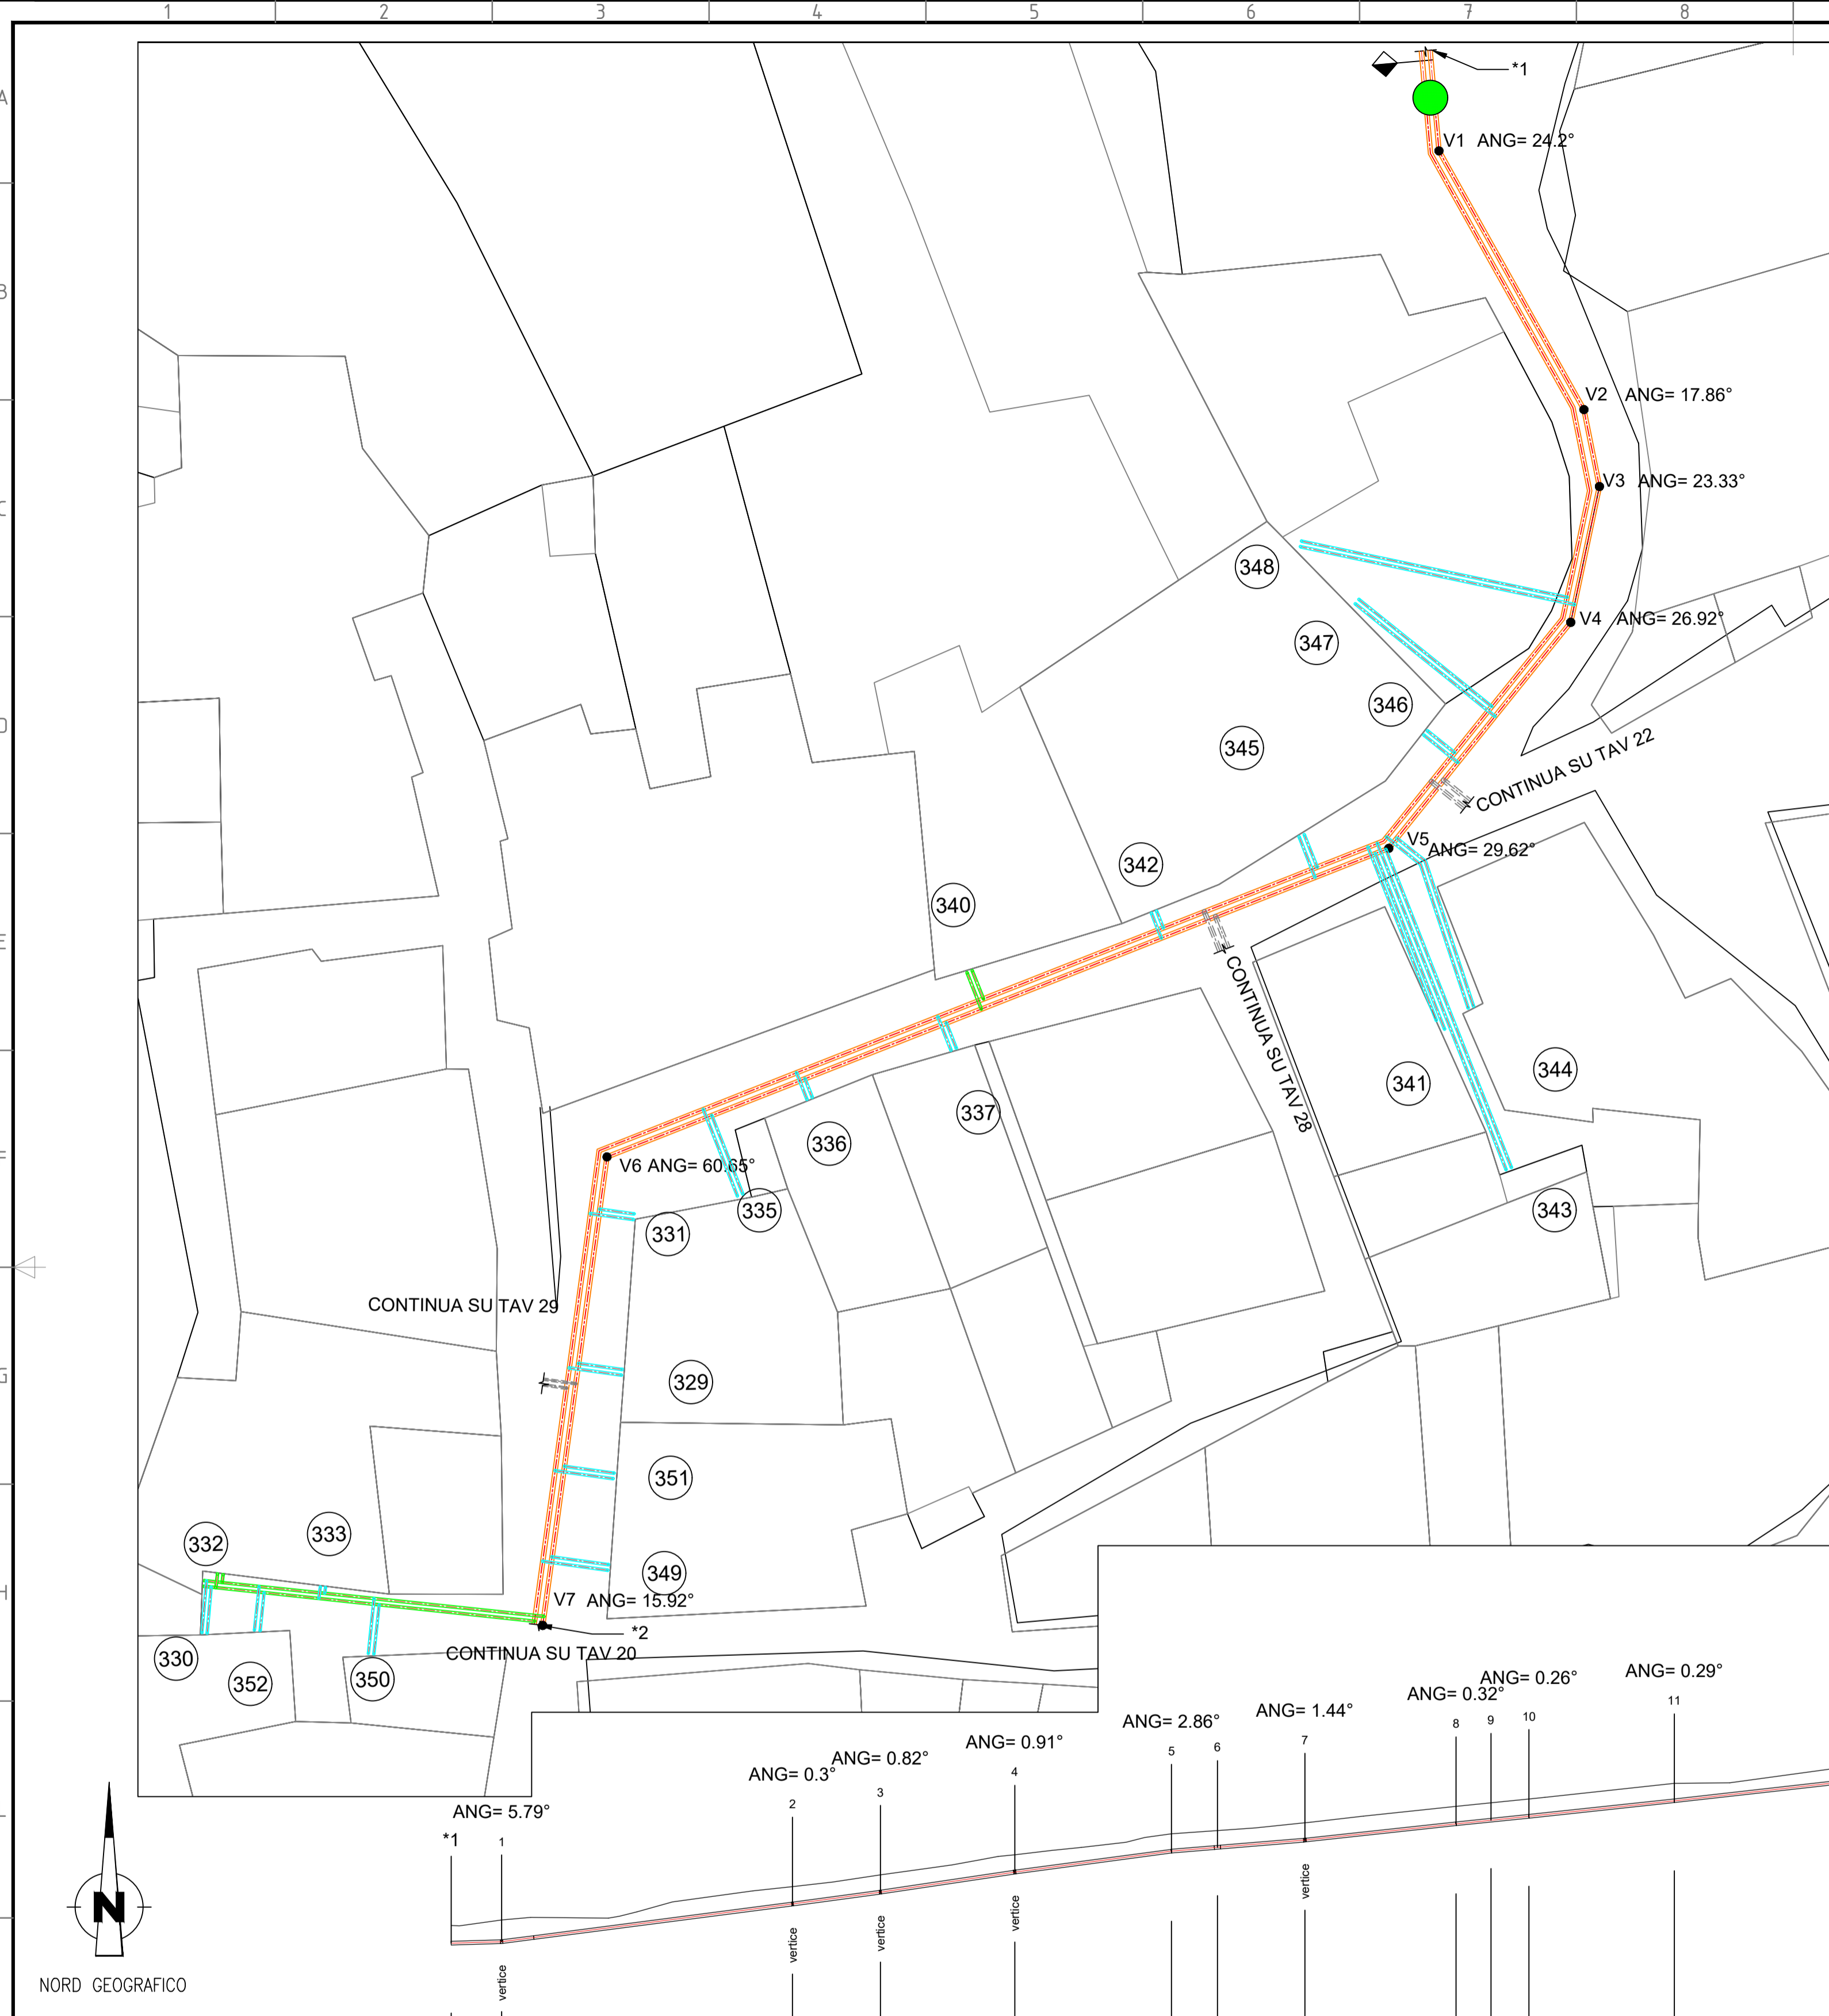 1 2 3 4 5 6 7 8
A
*1
V1 ANG= 24.2°
B
V2 ANG= 17.86°
V3 ANG= 23.33°
348
V4 ANG= 26.92°
347
346
D
345
CONTINUA SU TAV 22
V5
ANG= 29.62°
342
340
E
CONTINUA SU TAV 28
344
341
337
336
F
V6 ANG= 60.65°
335
343
331
CONTINUA SU TAV 29
329
G
351
333
332
349
H
V7 ANG= 15.92°
*2
CONTINUA SU TAV 20
330
352
350
ANG= 5.79°
ANG= 0.3°
ANG= 0.82°
ANG= 0.91°
ANG= 2.86°
ANG= 1.44°
ANG= 0.32°
ANG= 0.26°
ANG= 0.29°
*1 1 2 3 4 5 6 7 8 9 10 11
vertice
vertice
vertice
vertice
vertice
N
NORD GEOGRAFICO